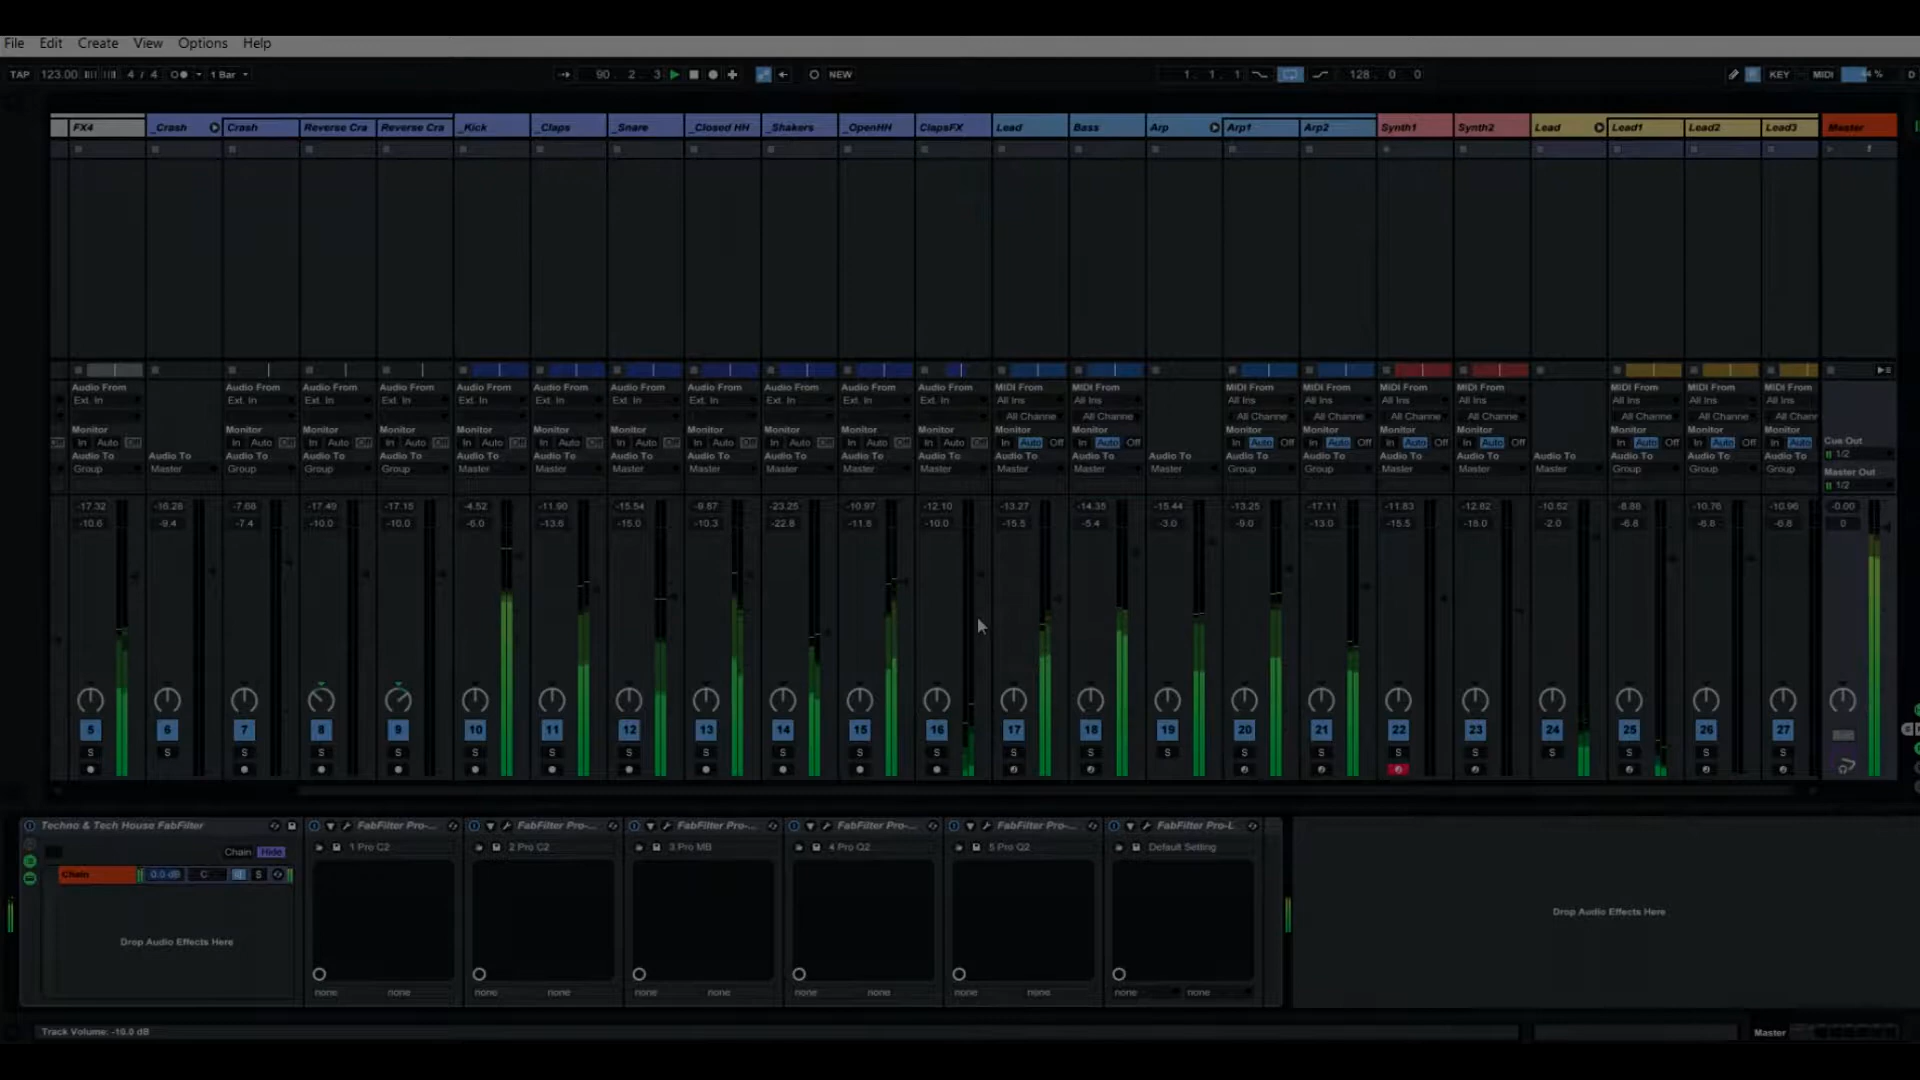 File Edit Create View Options Help
TAP 123.00 4 / 4 1 Bar 90. 2. 3 NEW 1. 1. 1 128. 0. 0 KEY MIDI 44 % D
FX4 _Crash Crash Reverse Cra Reverse Cra _Kick _Claps _Snare _Closed HH _Shakers _OpenHH ClapsFX Lead Bass Arp Arp1 Arp2 Synth1 Synth2 Lead Lead1 Lead2 Lead3 Master
Audio From Audio From Audio From Audio From Audio From Audio From Audio From Audio From Audio From Audio From Audio From MIDI From MIDI From MIDI From MIDI From MIDI From MIDI From MIDI From MIDI From MIDI From
Ext. In Ext. In Ext. In Ext. In Ext. In Ext. In Ext. In Ext. In Ext. In Ext. In Ext. In All Ins All Ins All Ins All Ins All Ins All Ins All Ins All Ins All Ins
All Channe All Channe All Channe All Channe All Channe All Channe All Channe All Channe All Channe
Monitor Monitor Monitor Monitor Monitor Monitor Monitor Monitor Monitor Monitor Monitor Monitor Monitor Monitor Monitor Monitor Monitor Monitor Monitor Monitor
In Auto Off In Auto Off In Auto Off In Auto Off In Auto Off In Auto Off In Auto Off In Auto Off In Auto Off In Auto Off In Auto Off In Auto Off In Auto Off In Auto Off In Auto Off In Auto Off In Auto Off In Auto Off In Auto Off In Auto Cue Out
Audio To Audio To Audio To Audio To Audio To Audio To Audio To Audio To Audio To Audio To Audio To Audio To Audio To Audio To Audio To Audio To Audio To Audio To Audio To Audio To Audio To Audio To Audio To 1/2
Group Master Group Group Group Master Master Master Master Master Master Master Master Master Master Group Group Master Master Master Group Group Group Master Out
1/2
-17.32 -16.28 -7.68 -17.49 -17.15 -4.52 -11.90 -15.54 -9.87 -23.25 -10.97 -12.10 -13.27 -14.35 -15.44 -13.25 -17.11 -11.83 -12.82 -10.52 -8.88 -10.76 -10.96 -0.00
-10.6 -9.4 -7.4 -10.0 -10.0 -6.0 -13.6 -15.0 -10.3 -22.8 -11.8 -10.0 -15.5 -5.4 -3.0 -9.0 -13.0 -15.5 -18.0 -2.0 -6.8 -6.8 -6.8 0
5 6 7 8 9 10 11 12 13 14 15 16 17 18 19 20 21 22 23 24 25 26 27
S S S S S S S S S S S S S S S S S S S S S S S
Techno & Tech House FabFilter FabFilter Pro-... FabFilter Pro-... FabFilter Pro-... FabFilter Pro-... FabFilter Pro-... FabFilter Pro-L
Chain Hide 1 Pro C2 2 Pro C2 3 Pro MB 4 Pro Q2 5 Pro Q2 Default Setting
Chain 0.0 dB C S
Drop Audio Effects Here
Drop Audio Effects Here
none none none none none none none none none none none none
Track Volume: -10.0 dB Master